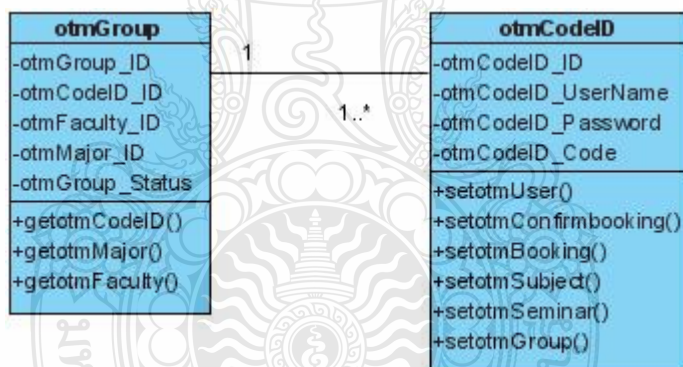 otmGroup
-otmGroup_ID
-otmCodeID_ID
-otmFaculty_ID
-otmMajor_ID
-otmGroup_Status
+getotmCodeID()
+getotmMajor()
+getotmFaculty()
1
1..*
otmCodeID
-otmCodeID_ID
-otmCodeID_UserName
-otmCodeID_Password
-otmCodeID_Code
+setotmUser()
+setotmConfirmbooking()
+setotmBooking()
+setotmSubject()
+setotmSeminar()
+setotmGroup()